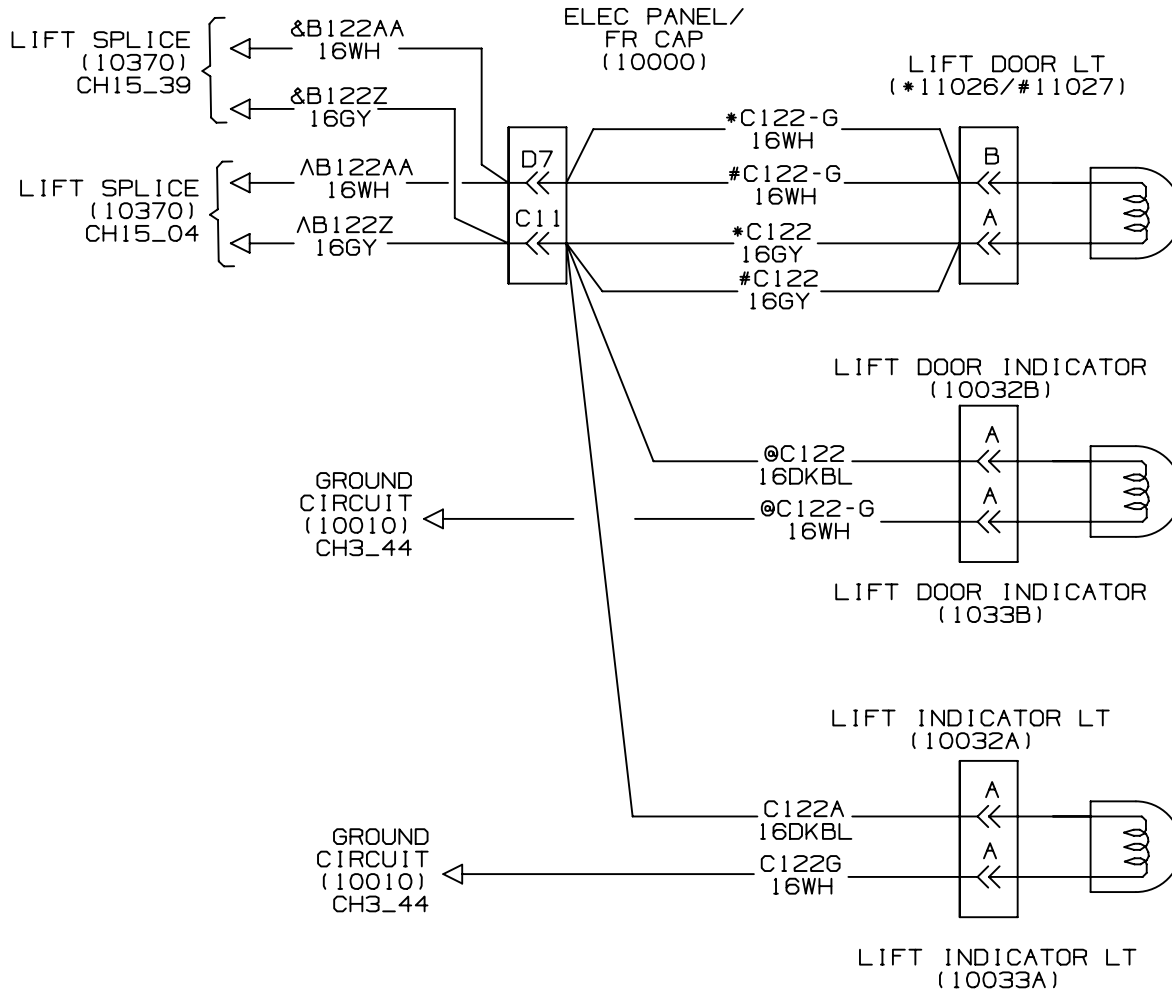 ELEC PANEL/
FR CAP
(10000)
LIFT SPLICE
(10370)
CH15_39
&B122AA
16WH
&B122Z
16GY
LIFT SPLICE
(10370)
CH15_04
ΛB122AA
16WH
ΛB122Z
16GY
D7
C11
*C122-G
16WH
#C122-G
16WH
*C122
16GY
#C122
16GY
LIFT DOOR LT
(*11026/#11027)
B
A
LIFT DOOR INDICATOR
(10032B)
A
A
@C122
16DKBL
@C122-G
16WH
GROUND
CIRCUIT
(10010)
CH3_44
LIFT DOOR INDICATOR
(1033B)
LIFT INDICATOR LT
(10032A)
A
A
C122A
16DKBL
C122G
16WH
GROUND
CIRCUIT
(10010)
CH3_44
LIFT INDICATOR LT
(10033A)